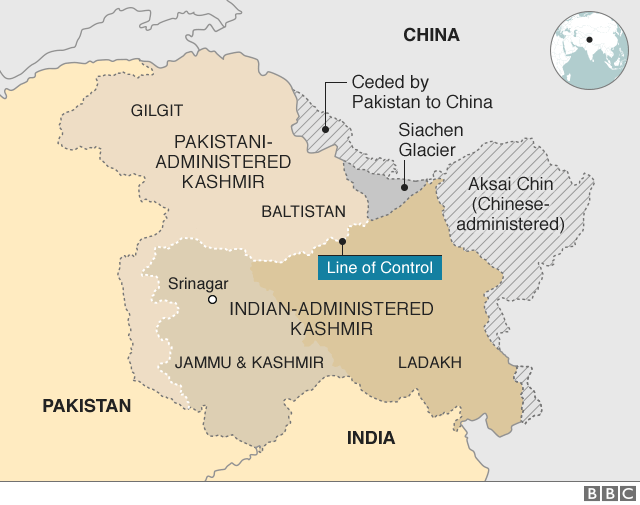 CHINA
Ceded by
Pakistan to China
Siachen
Glacier
GILGIT
PAKISTANI-
ADMINISTERED
KASHMIR
Aksai Chin
(Chinese-
administered)
BALTISTAN
Line of Control
Srinagar
INDIAN-ADMINISTERED
KASHMIR
JAMMU & KASHMIR
LADAKH
PAKISTAN
INDIA
BBC